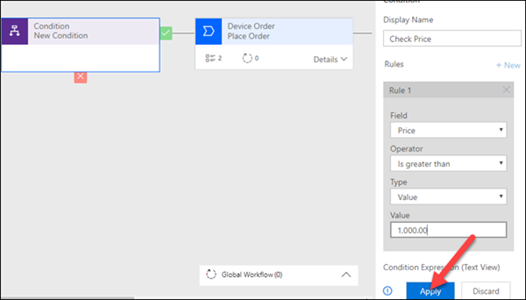 Condition
New Condition
Device Order
Place Order
2
0
Details
Global Workflow (0)
Condition
Display Name
Check Price
Rules
+ New
Rule 1
Field
Price
Operator
Is greater than
Type
Value
Value
1,000.00
Condition Expression (Text View)
Apply
Discard